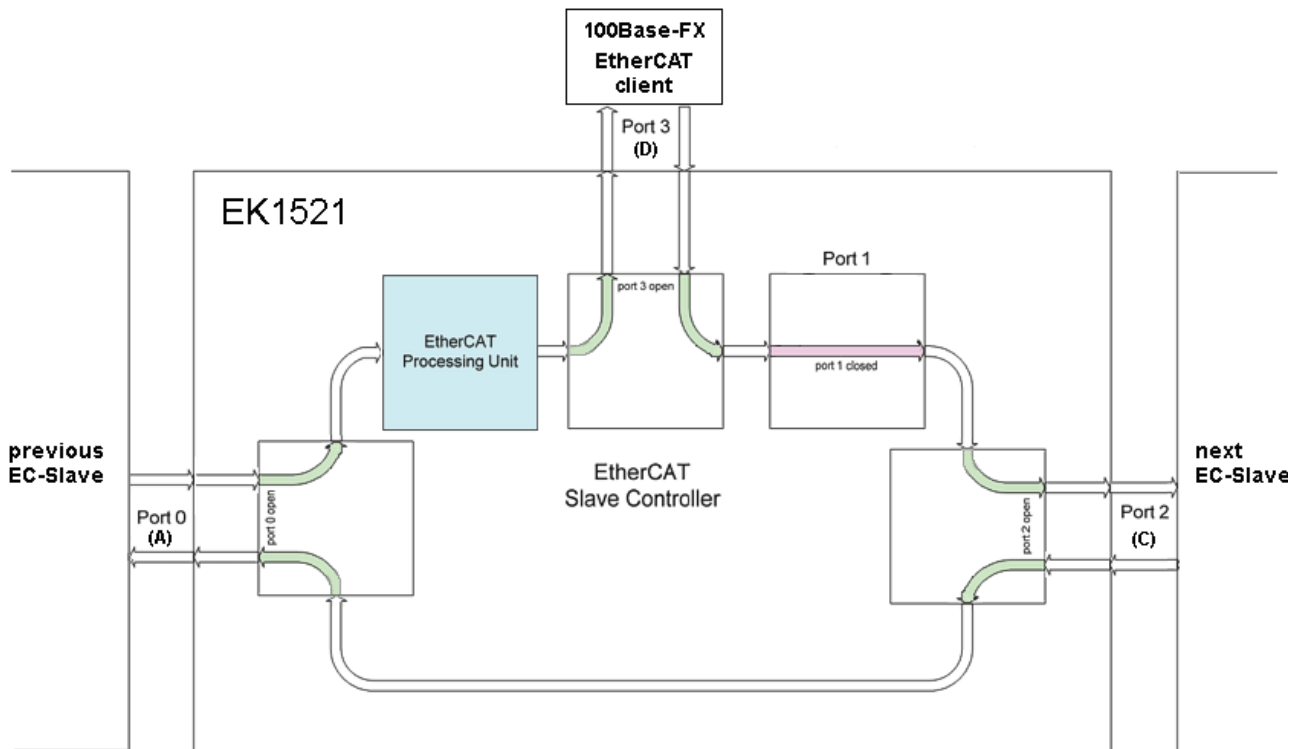 100Base-FX
EtherCAT
client
Port 3
(D)
EK1521
Port 1
port 3 open
EtherCAT
Processing Unit
port 1 closed
previous
EC-Slave
next
EC-Slave
EtherCAT
Slave Controller
Port 0
(A)
port 0 open
port 2 open
Port 2
(C)